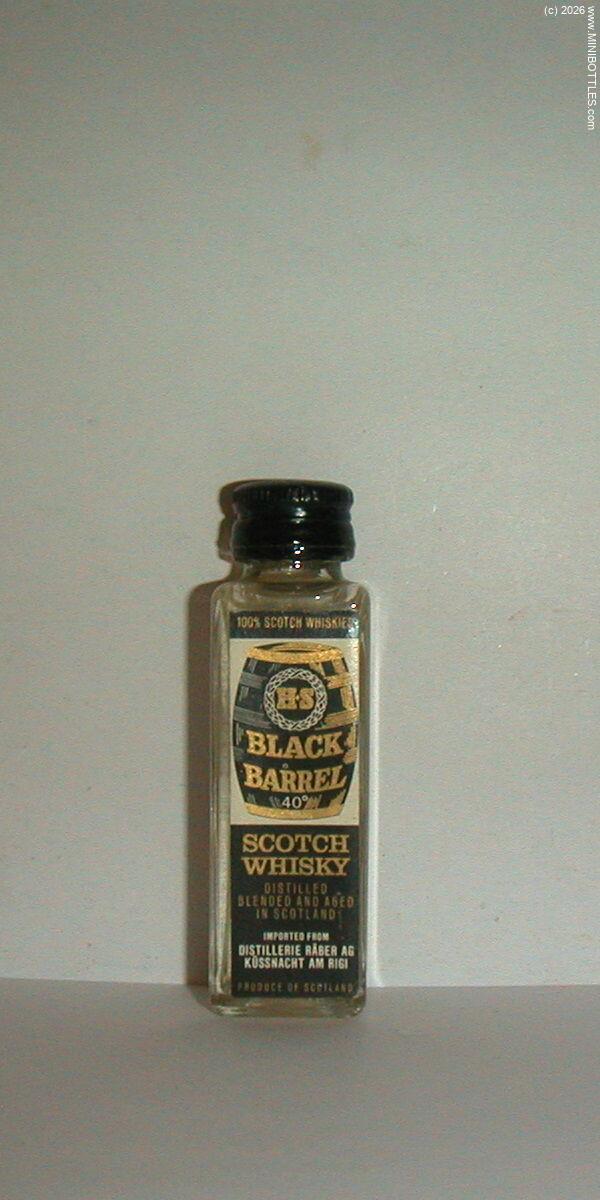 (c) 2026 www.MINIBOTTLES.com
100% SCOTCH WHISKIES
H·S
BLACK
BARREL
40°
SCOTCH
WHISKY
DISTILLED
BLENDED AND AGED
IN SCOTLAND
IMPORTED FROM
DISTILLERIE RÄBER AG
KÜSSNACHT AM RIGI
PRODUCE OF SCOTLAND